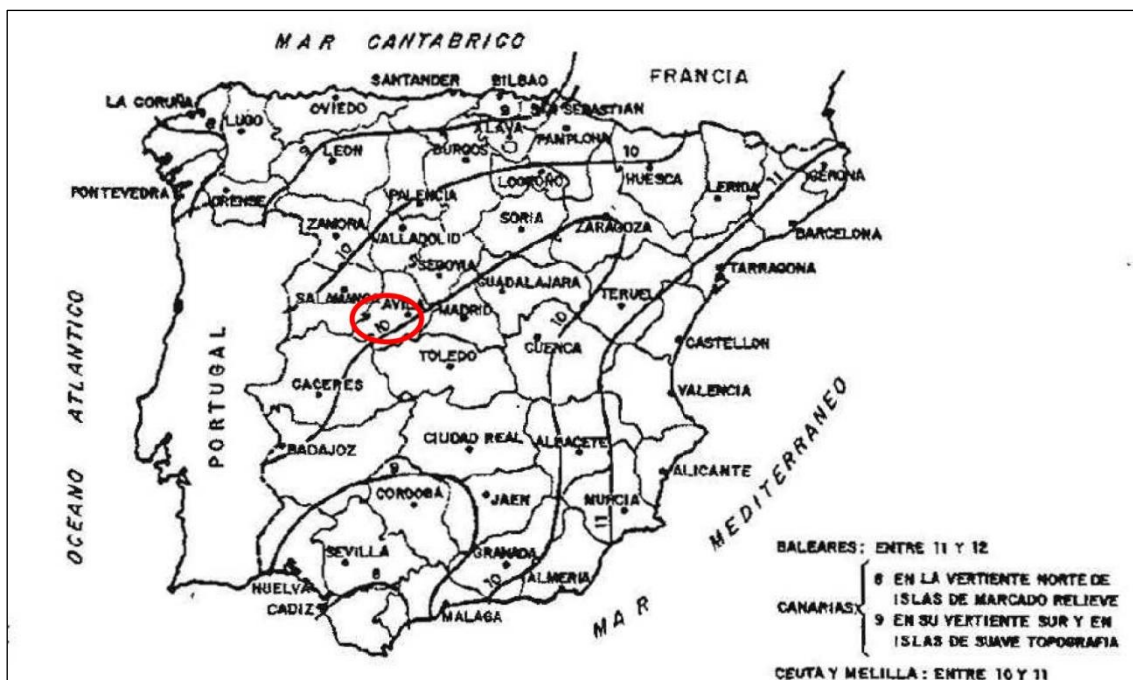 MAR CANTABRICO
FRANCIA
SANTANDER
BILBAO
LA CORUÑA
OVIEDO
SAN SEBASTIAN
LUGO
9
8
ALAVA
PAMPLONA
LEON
BURGOS
9
10
11
GERONA
PONTEVEDRA
ORENSE
PALENCIA
LOGROÑO
HUESCA
LERIDA
ZAMORA
VALLADOLID
SORIA
ZARAGOZA
BARCELONA
10
SEGOVIA
TARRAGONA
SALAMANCA
AVILA
MADRID
GUADALAJARA
TERUEL
10
10
CUENCA
CASTELLON
TOLEDO
CACERES
VALENCIA
OCEANO ATLANTICO
PORTUGAL
BADAJOZ
CIUDAD REAL
ALBACETE
ALICANTE
MAR MEDITERRANEO
9
CORDOBA
JAEN
MURCIA
11
SEVILLA
GRANADA
HUELVA
8
10
ALMERIA
CADIZ
MALAGA
BALEARES: ENTRE 11 Y 12
CANARIAS
8 EN LA VERTIENTE NORTE DE
ISLAS DE MARCADO RELIEVE
9 EN SU VERTIENTE SUR Y EN
ISLAS DE SUAVE TOPOGRAFIA
CEUTA Y MELILLA: ENTRE 10 Y 11